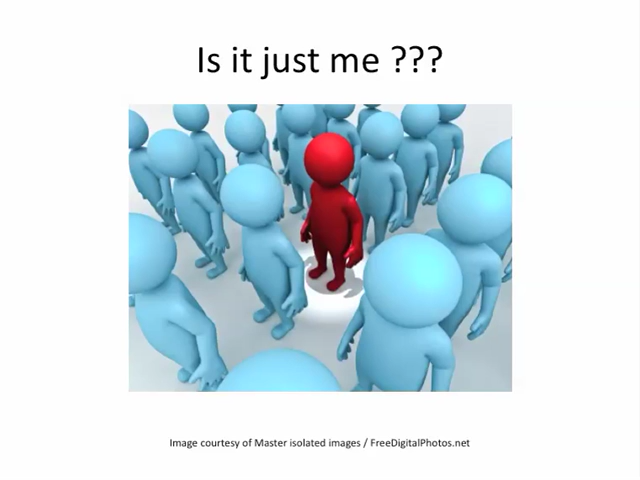 Is it just me ???
Image courtesy of Master isolated images / FreeDigitalPhotos.net